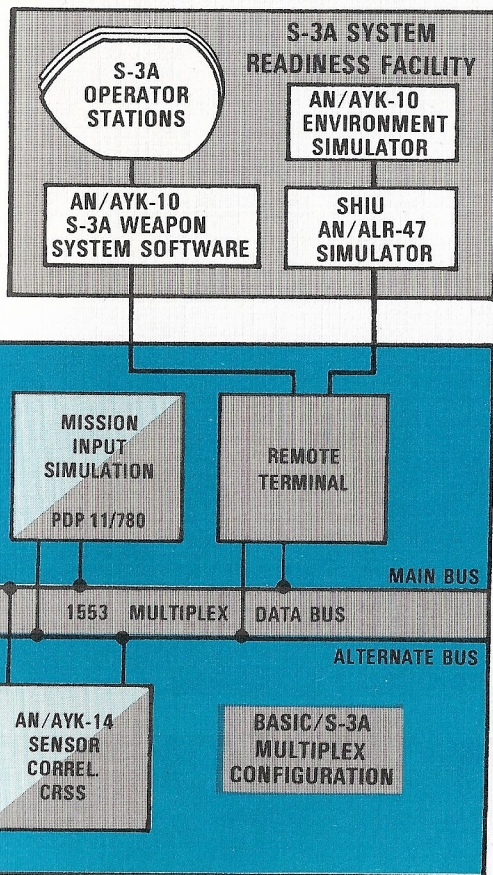 S-3A SYSTEM
READINESS FACILITY
S-3A
OPERATOR
STATIONS
AN/AYK-10
ENVIRONMENT
SIMULATOR
AN/AYK-10
S-3A WEAPON
SYSTEM SOFTWARE
SHIU
AN/ALR-47
SIMULATOR
MISSION
INPUT
SIMULATION
PDP 11/780
REMOTE
TERMINAL
MAIN BUS
1553 MULTIPLEX DATA BUS
ALTERNATE BUS
AN/AYK-14
SENSOR
CORREL.
CRSS
BASIC/S-3A
MULTIPLEX
CONFIGURATION